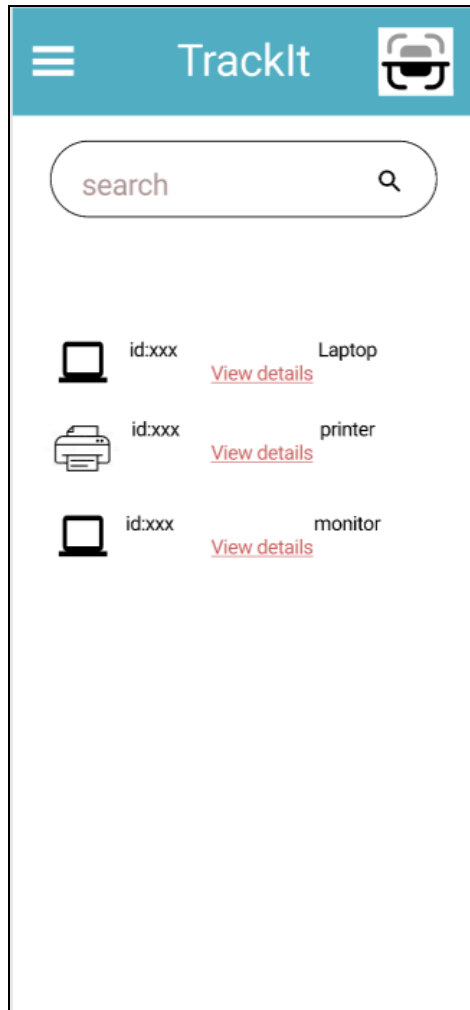 TrackIt
search
id:xxx Laptop
View details
id:xxx printer
View details
id:xxx monitor
View details